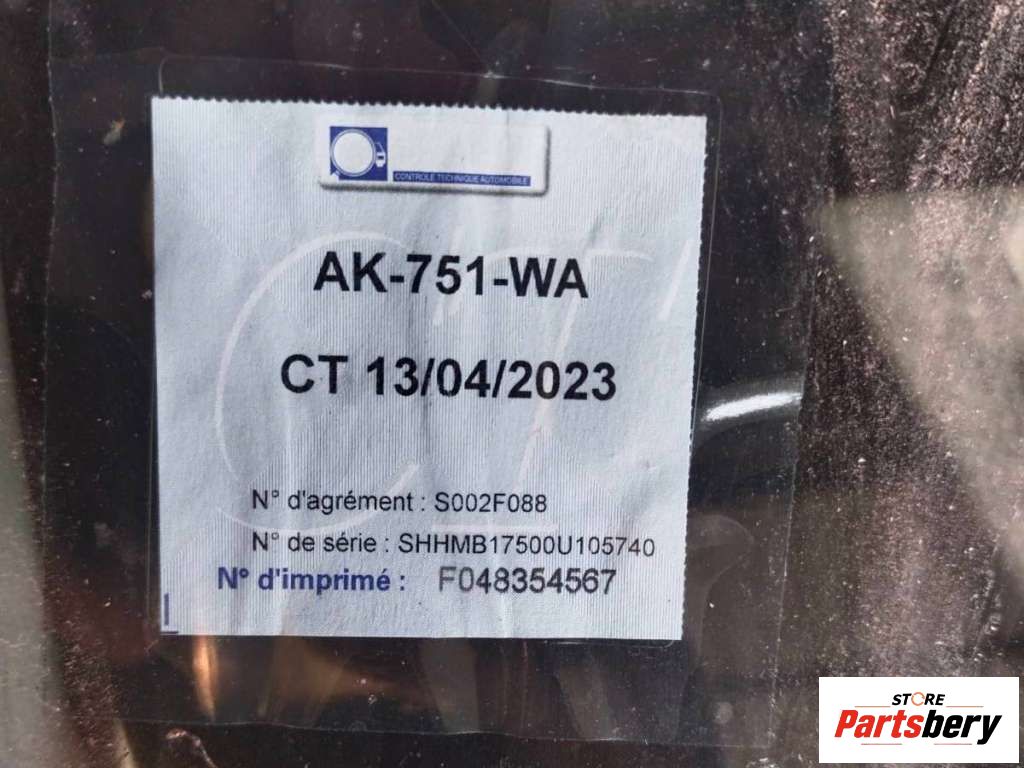 CONTROLE TECHNIQUE AUTOMOBILE
AK-751-WA
CT 13/04/2023
N° d'agrément : S002F088
N° de série : SHHMB17500U105740
N° d'imprimé : F048354567
STORE
Partsbery